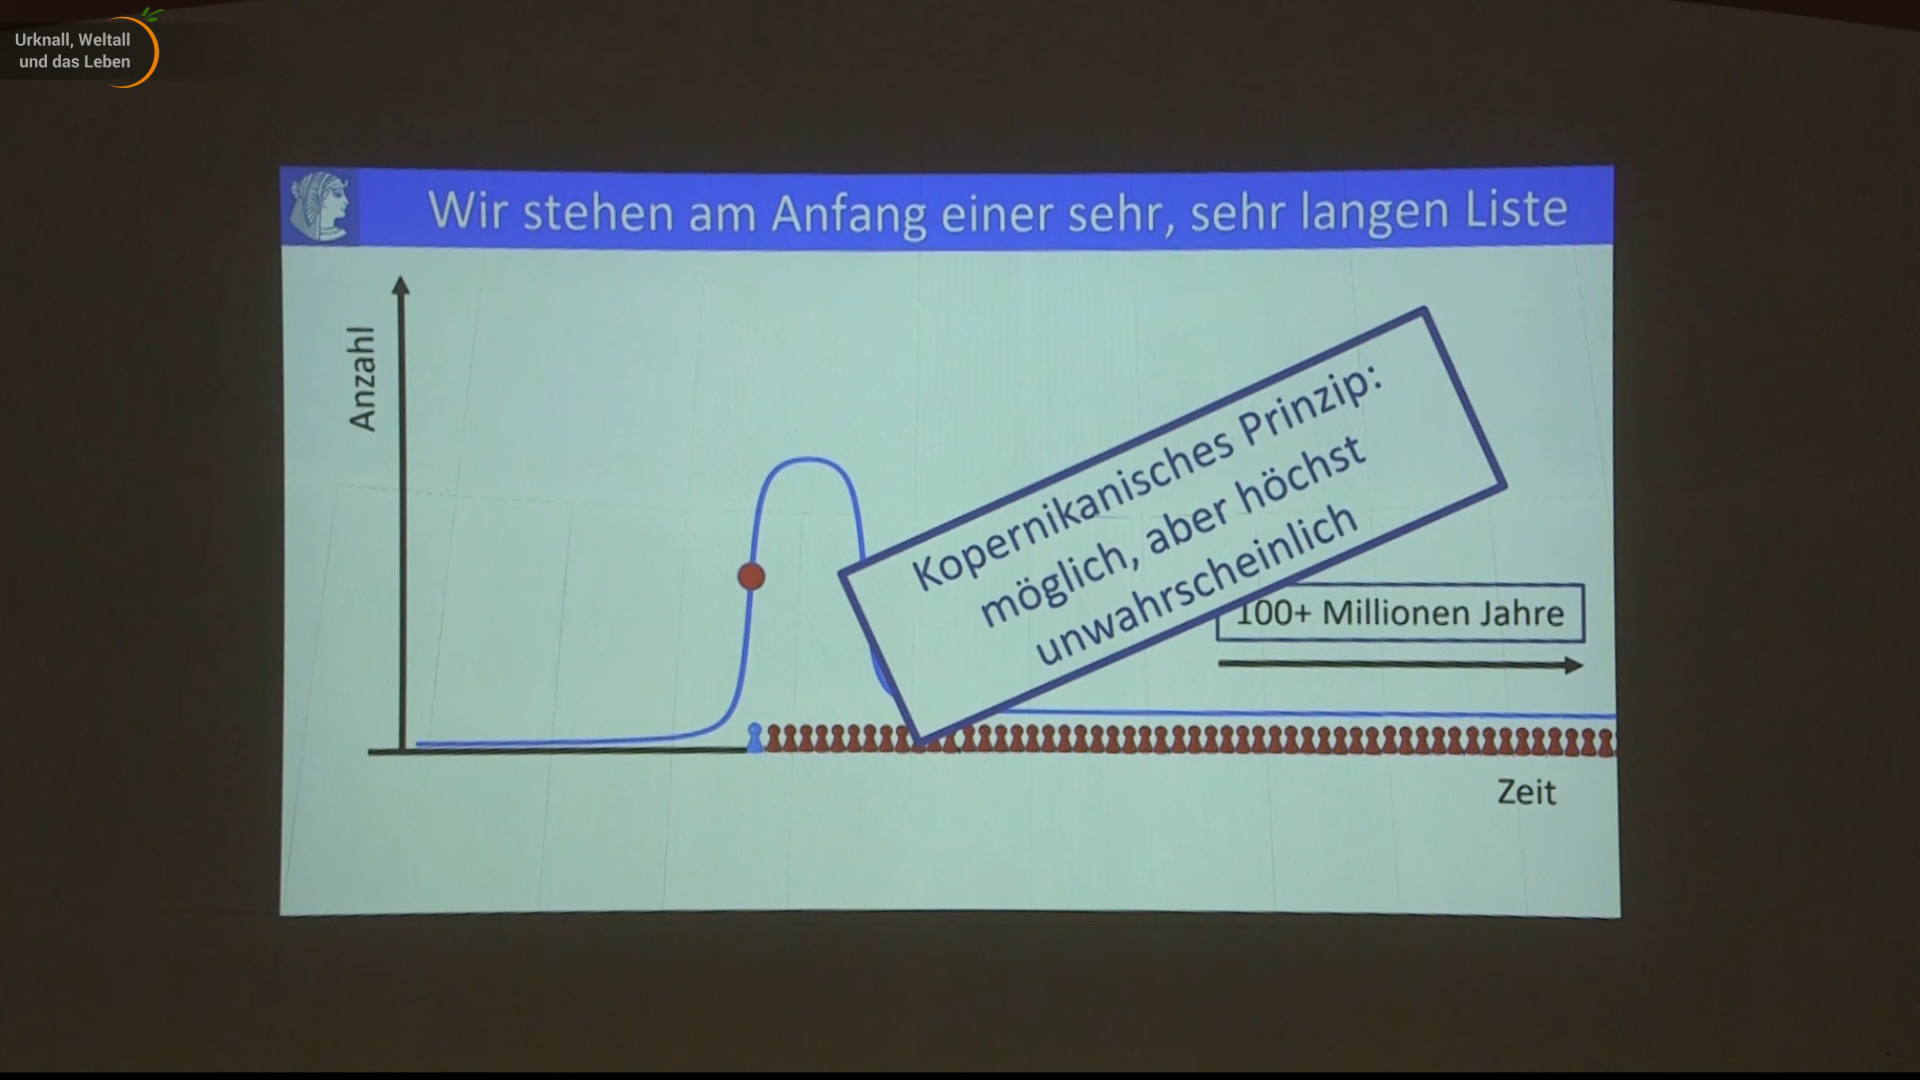 Urknall, Weltall
und das Leben
Wir stehen am Anfang einer sehr, sehr langen Liste
Anzahl
Kopernikanisches Prinzip:
möglich, aber höchst
unwahrscheinlich
100+ Millionen Jahre
Zeit